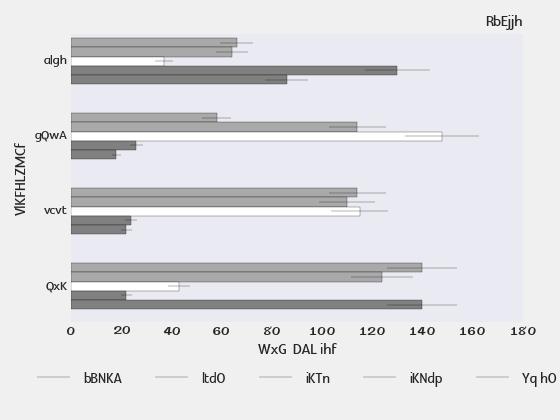 RbEjjh
algh
gQwA
vcvt
QxK
VIKFHLZMCf
0 20 40 60 80 100 120 140 160 180
WxG DAL ihf
bBNKA ltdO iKTn iKNdp Yq hO